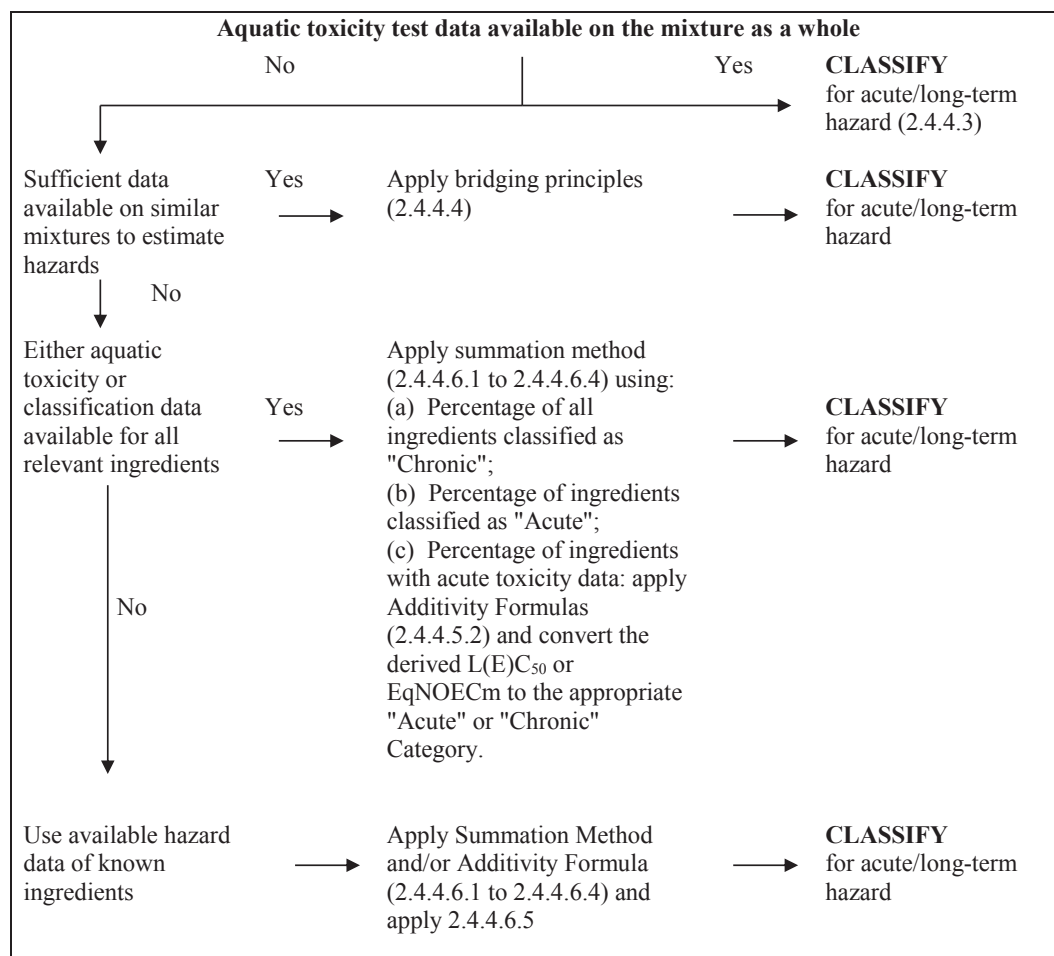 Aquatic toxicity test data available on the mixture as a whole
No
Yes
CLASSIFY
for acute/long-term
hazard (2.4.4.3)
Sufficient data
available on similar
mixtures to estimate
hazards
Yes
Apply bridging principles
(2.4.4.4)
CLASSIFY
for acute/long-term
hazard
No
Either aquatic
toxicity or
classification data
available for all
relevant ingredients
Yes
Apply summation method
(2.4.4.6.1 to 2.4.4.6.4) using:
(a) Percentage of all
ingredients classified as
"Chronic";
(b) Percentage of ingredients
classified as "Acute";
(c) Percentage of ingredients
with acute toxicity data: apply
Additivity Formulas
(2.4.4.5.2) and convert the
derived L(E)C₅₀ or
EqNOECm to the appropriate
"Acute" or "Chronic"
Category.
CLASSIFY
for acute/long-term
hazard
No
Use available hazard
data of known
ingredients
Apply Summation Method
and/or Additivity Formula
(2.4.4.6.1 to 2.4.4.6.4) and
apply 2.4.4.6.5
CLASSIFY
for acute/long-term
hazard